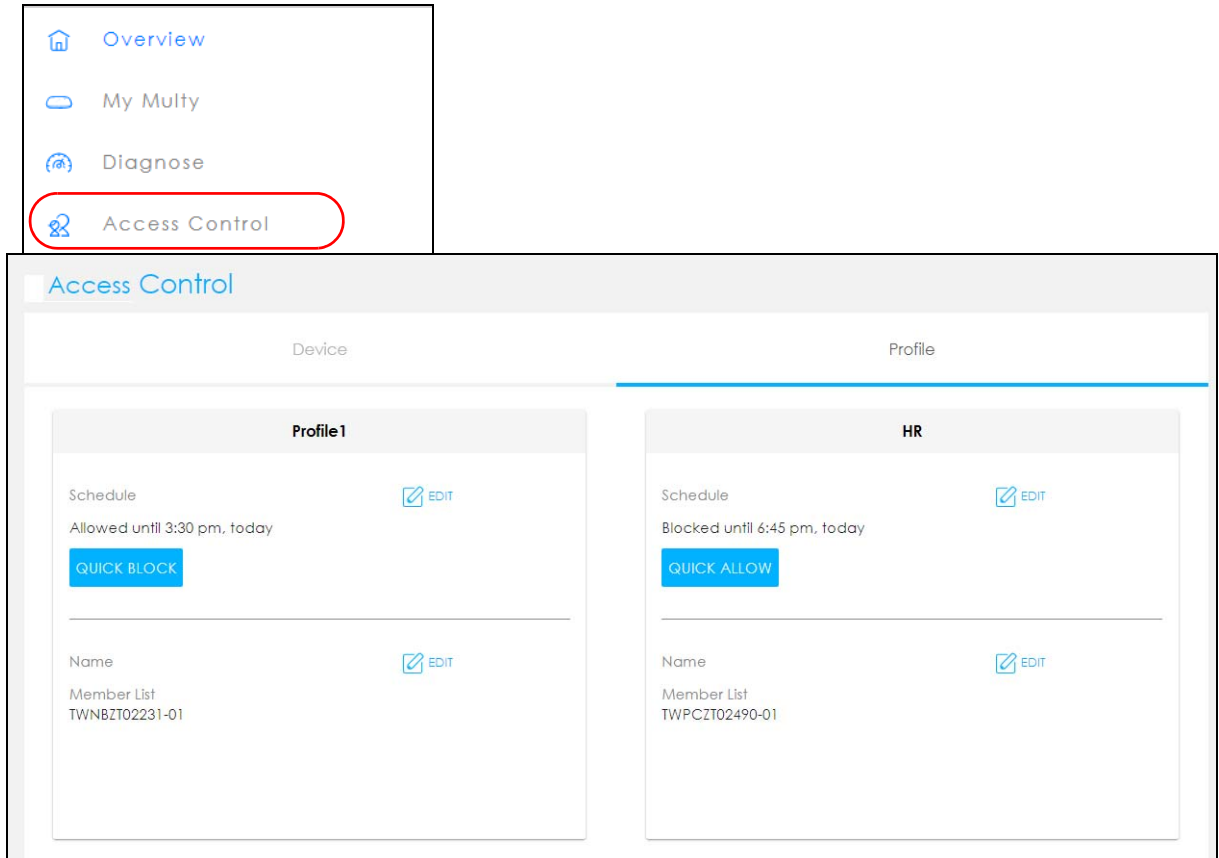 Overview
My Multy
Diagnose
Access Control
Access Control
Device
Profile
Profile1
Schedule
EDIT
Allowed until 3:30 pm, today
QUICK BLOCK
Name
EDIT
Member List
TWNBZT02231-01
HR
Schedule
EDIT
Blocked until 6:45 pm, today
QUICK ALLOW
Name
EDIT
Member List
TWPCZT02490-01